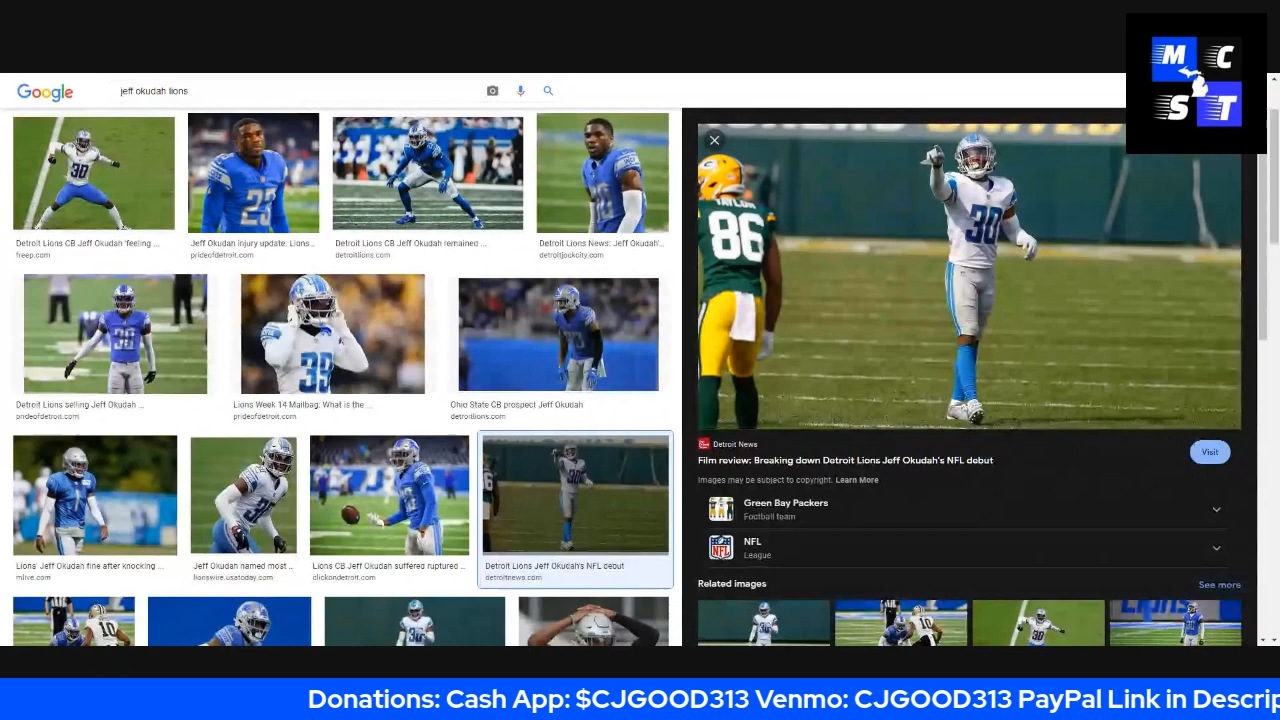 M C
S T
Google
jeff okudah lions
Detroit Lions CB Jeff Okudah 'feeling ...
freep.com
Jeff Okudah injury update: Lions...
prideofdetroit.com
Detroit Lions CB Jeff Okudah remained ...
detroitlions.com
Detroit Lions News: Jeff Okudah'...
detroitjockcity.com
Detroit Lions selling Jeff Okudah ...
prideofdetroit.com
Lions Week 14 Mailbag: What is the ...
prideofdetroit.com
Ohio State CB prospect Jeff Okudah
detroitlions.com
Lions' Jeff Okudah fine after knocking ...
mlive.com
Jeff Okudah named most ...
lionswire.usatoday.com
Lions CB Jeff Okudah suffered ruptured ...
clickondetroit.com
Detroit Lions Jeff Okudah's NFL debut
detroitnews.com
TAYLOR
86
30
Detroit News
Visit
Film review: Breaking down Detroit Lions Jeff Okudah's NFL debut
Images may be subject to copyright. Learn More
Green Bay Packers
Football team
NFL
League
Related images
See more
Donations: Cash App: $CJGOOD313 Venmo: CJGOOD313 PayPal Link in Descrip